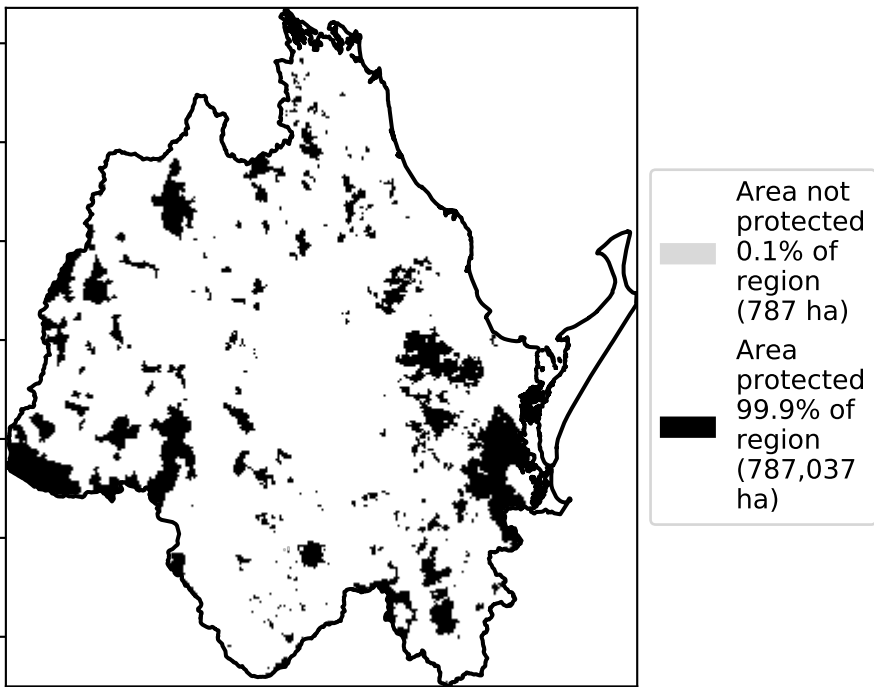 Area not
protected
0.1% of
region
(787 ha)
Area
protected
99.9% of
region
(787,037
ha)